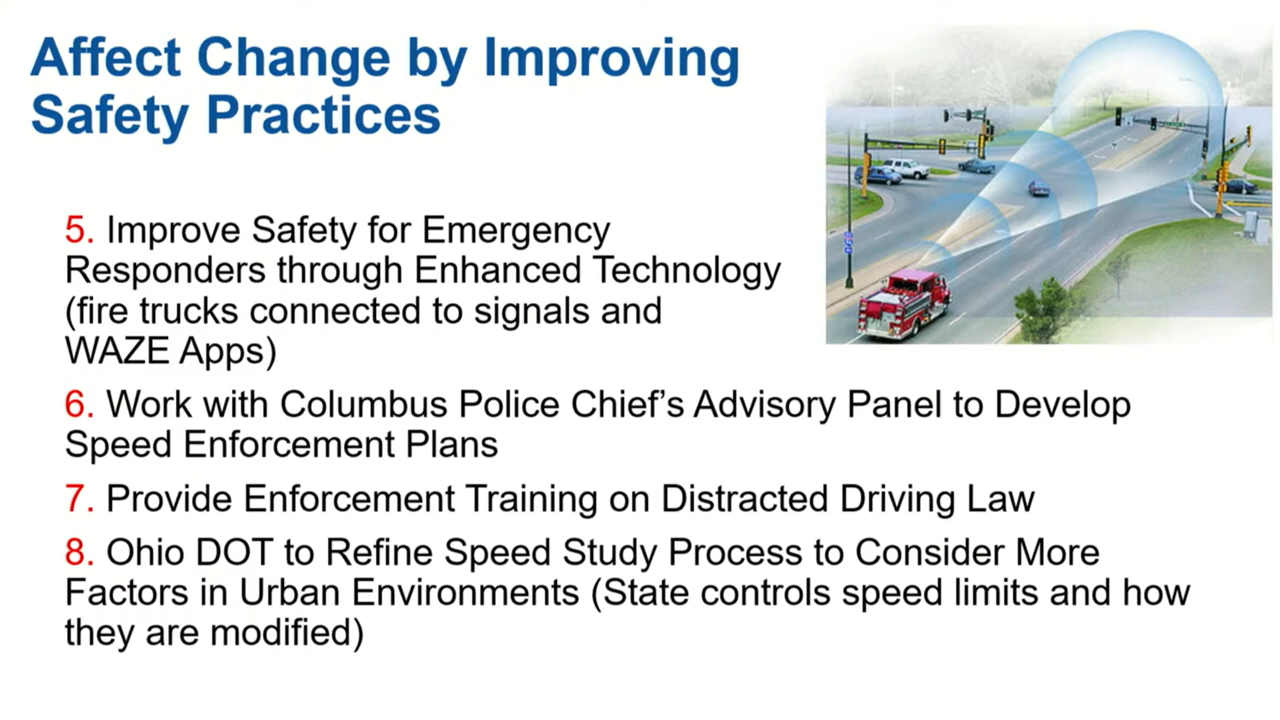 Affect Change by Improving
Safety Practices
5. Improve Safety for Emergency
Responders through Enhanced Technology
(fire trucks connected to signals and
WAZE Apps)
6. Work with Columbus Police Chief’s Advisory Panel to Develop
Speed Enforcement Plans
7. Provide Enforcement Training on Distracted Driving Law
8. Ohio DOT to Refine Speed Study Process to Consider More
Factors in Urban Environments (State controls speed limits and how
they are modified)